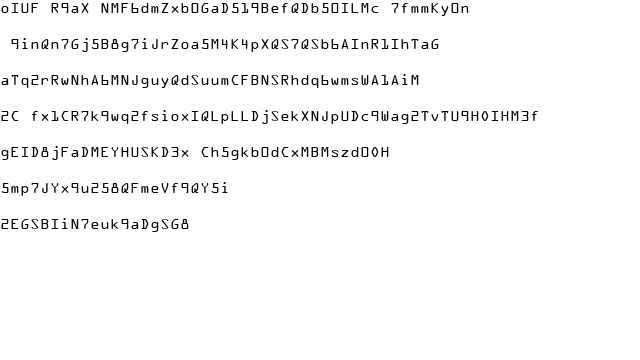 oIUF R9aX NMF6dmZxbOGaD519BefQDb5OILMc 7fmmKyOn
9inQn7Gj5B8g7iJrZoa5M4K4pXQS7QSb6AInR1IhTaG
aTq2rRwNhA6MNJguyQdSuumCFBNSRhdq6wmsWA1AiM
2C fx1CR7k9wq2fsioxIQLpLLDjSekXNJpUDc9Wag2TvTU9H0IHM3f
gEID8jFaDMEYHUSKD3x Ch5gkbOdCxMBMszdO0H
5mp7JYx9u258QFmeVf9QY5i
2EGSBIiN7euk9aDgSG8